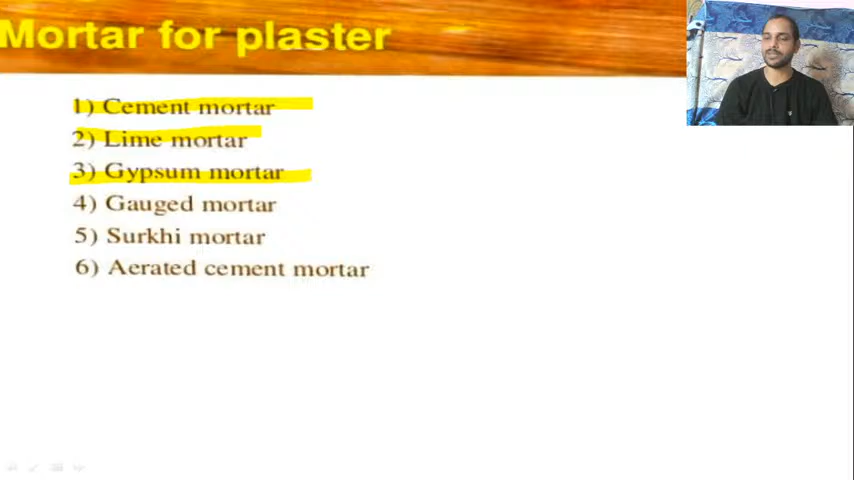 Mortar for plaster
1) Cement mortar
2) Lime mortar
3) Gypsum mortar
4) Gauged mortar
5) Surkhi mortar
6) Aerated cement mortar